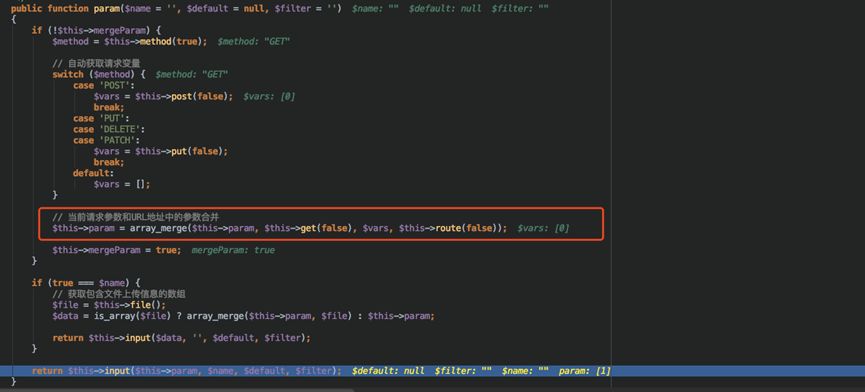 public function param($name = '', $default = null, $filter = '')  $name: ""  $default: null  $filter: ""
{
    if (!$this->mergeParam) {
        $method = $this->method(true);  $method: "GET"

        // 自动获取请求变量
        switch ($method) {  $method: "GET"
            case 'POST':
                $vars = $this->post(false);  $vars: [0]
                break;
            case 'PUT':
            case 'DELETE':
            case 'PATCH':
                $vars = $this->put(false);
                break;
            default:
                $vars = [];
        }

        // 当前请求参数和URL地址中的参数合并
        $this->param = array_merge($this->param, $this->get(false), $vars, $this->route(false));  $vars: [0]

        $this->mergeParam = true;  mergeParam: true
    }

    if (true === $name) {
        // 获取包含文件上传信息的数组
        $file = $this->file();
        $data = is_array($file) ? array_merge($this->param, $file) : $this->param;

        return $this->input($data, '', $default, $filter);
    }

    return $this->input($this->param, $name, $default, $filter);  $default: null  $filter: ""  $name: ""  param: [1]
}